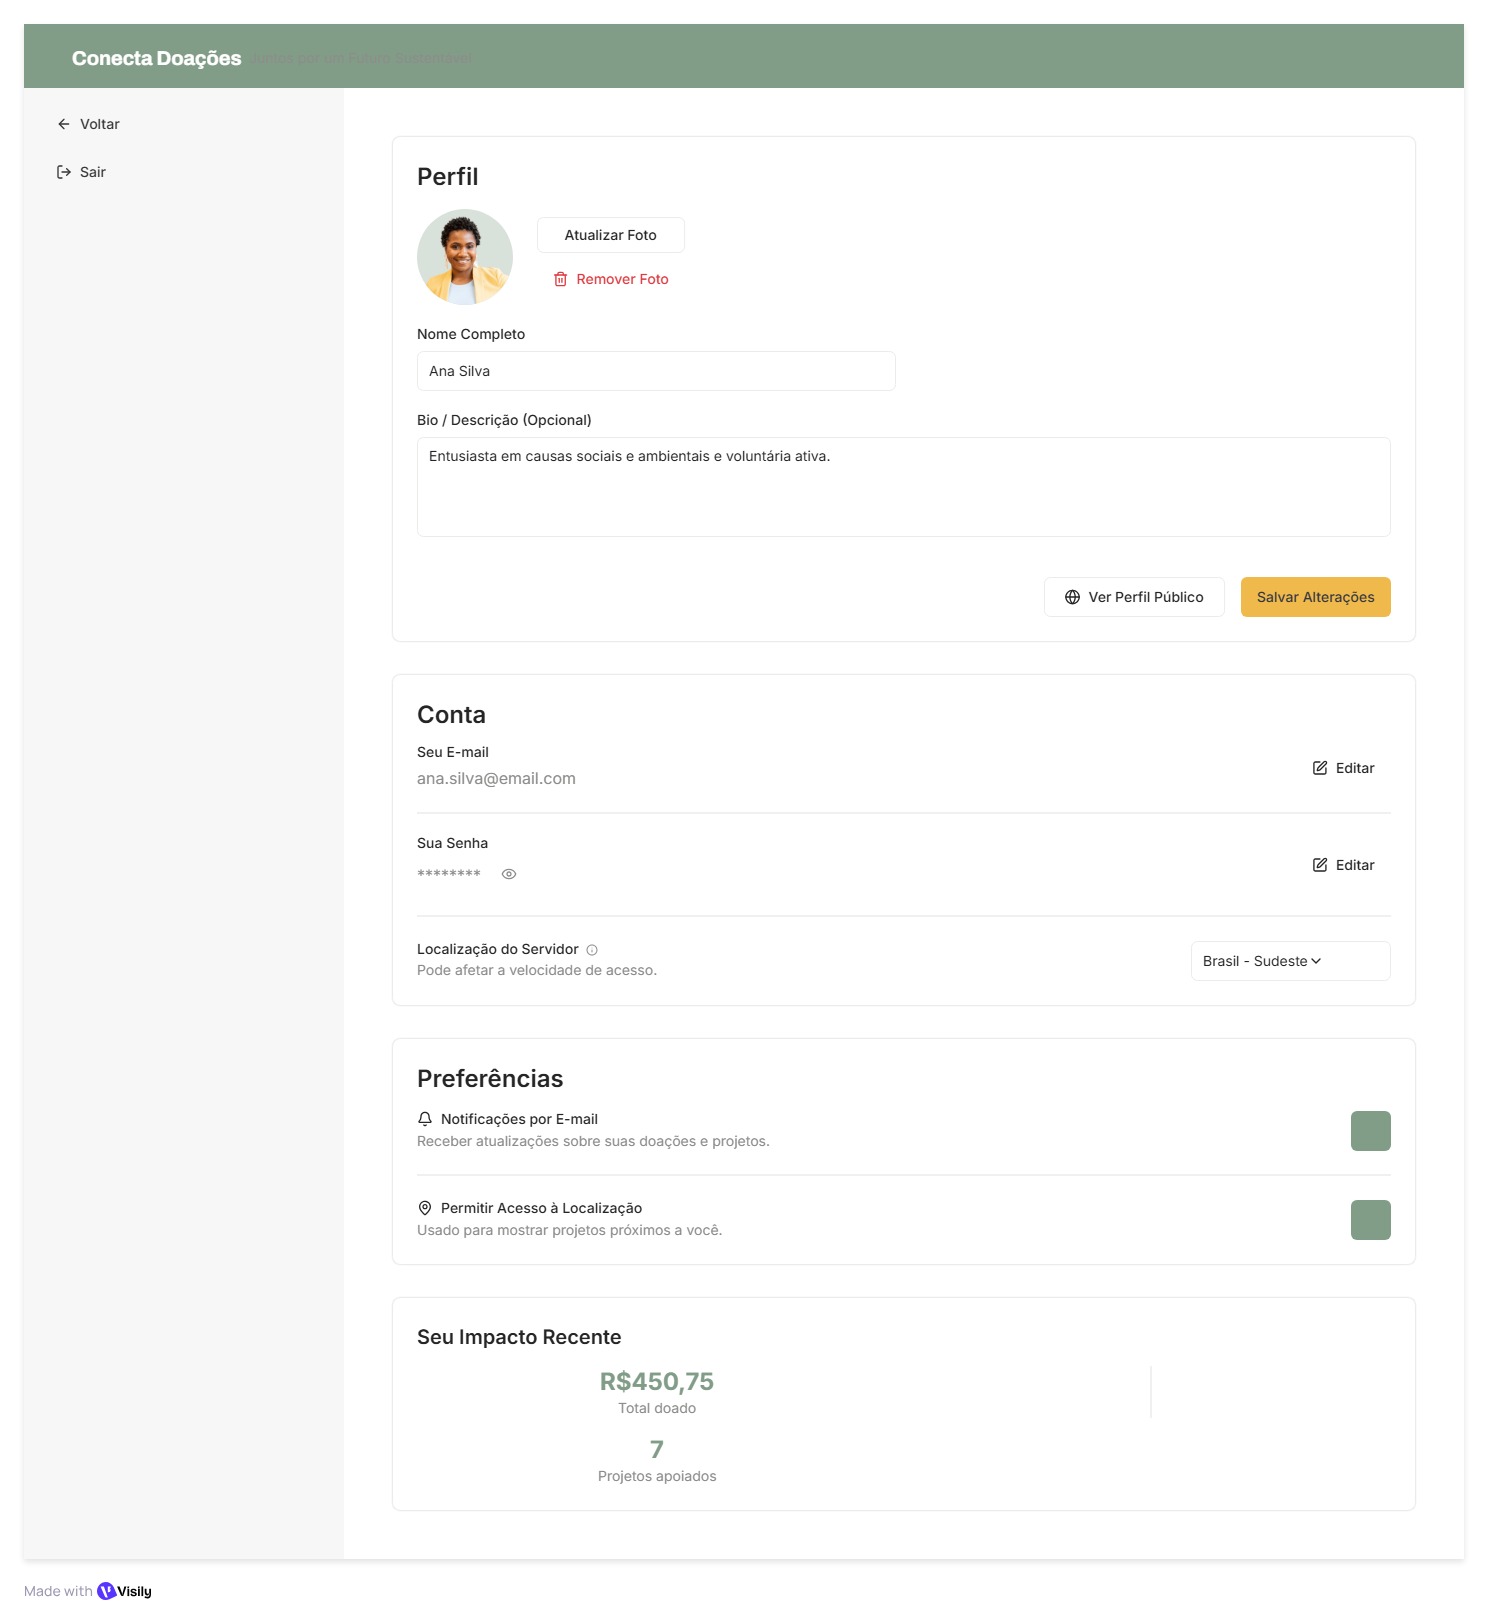 Conecta Doações Juntos por um Futuro Sustentável
Voltar
Sair
Perfil
Atualizar Foto
Remover Foto
Nome Completo
Ana Silva
Bio / Descrição (Opcional)
Entusiasta em causas sociais e ambientais e voluntária ativa.
Ver Perfil Público
Salvar Alterações
Conta
Seu E-mail
ana.silva@email.com
Editar
Sua Senha
********
Editar
Localização do Servidor
Pode afetar a velocidade de acesso.
Brasil - Sudeste
Preferências
Notificações por E-mail
Receber atualizações sobre suas doações e projetos.
Permitir Acesso à Localização
Usado para mostrar projetos próximos a você.
Seu Impacto Recente
R$450,75
Total doado
7
Projetos apoiados
Made with Visily